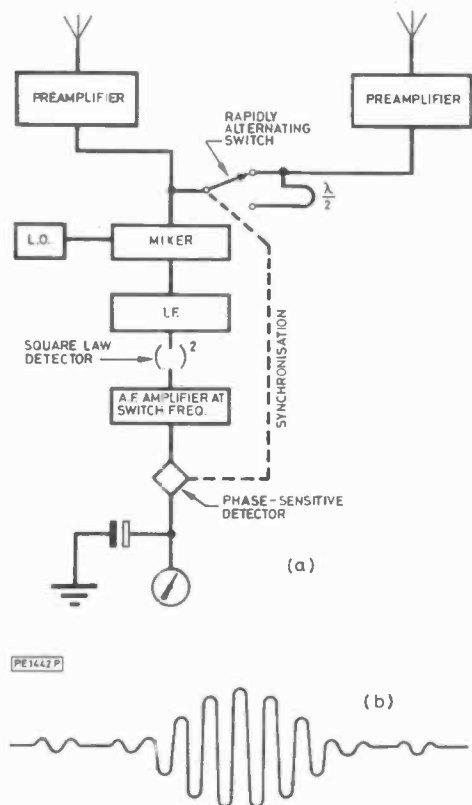 PREAMPLIFIER
PREAMPLIFIER
RAPIDLY
ALTERNATING
SWITCH
λ
2
L.O.
MIXER
I.F.
SQUARE LAW
DETECTOR
( )²
A.F. AMPLIFIER AT
SWITCH FREQ.
SYNCHRONISATION
PHASE-SENSITIVE
DETECTOR
(a)
PE1442P
(b)